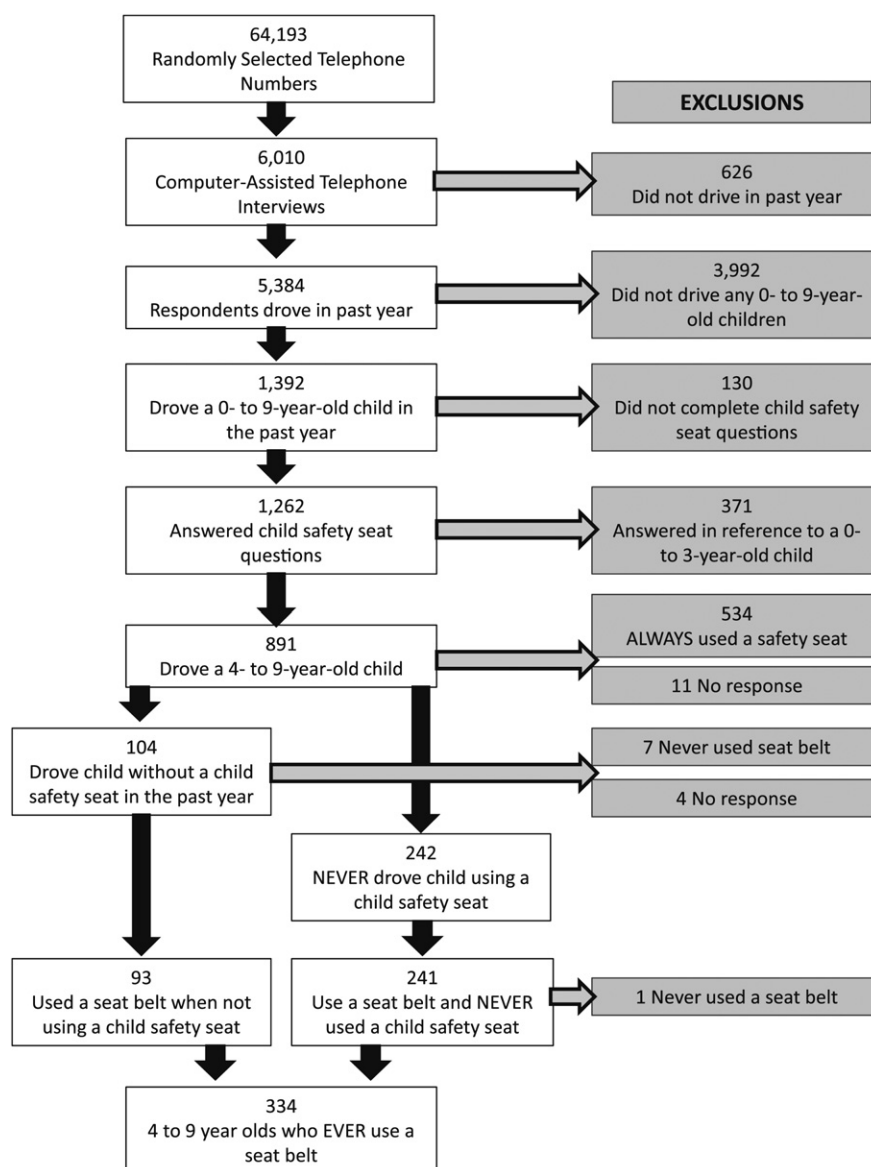 64,193
Randomly Selected Telephone
Numbers
EXCLUSIONS
6,010
Computer-Assisted Telephone
Interviews
626
Did not drive in past year
5,384
Respondents drove in past year
3,992
Did not drive any 0- to 9-year-
old children
1,392
Drove a 0- to 9-year-old child in
the past year
130
Did not complete child safety
seat questions
1,262
Answered child safety seat
questions
371
Answered in reference to a 0-
to 3-year-old child
891
Drove a 4- to 9-year-old child
534
ALWAYS used a safety seat
11 No response
104
Drove child without a child
safety seat in the past year
7 Never used seat belt
4 No response
242
NEVER drove child using a
child safety seat
93
Used a seat belt when not
using a child safety seat
241
Use a seat belt and NEVER
used a child safety seat
1 Never used a seat belt
334
4 to 9 year olds who EVER use a
seat belt